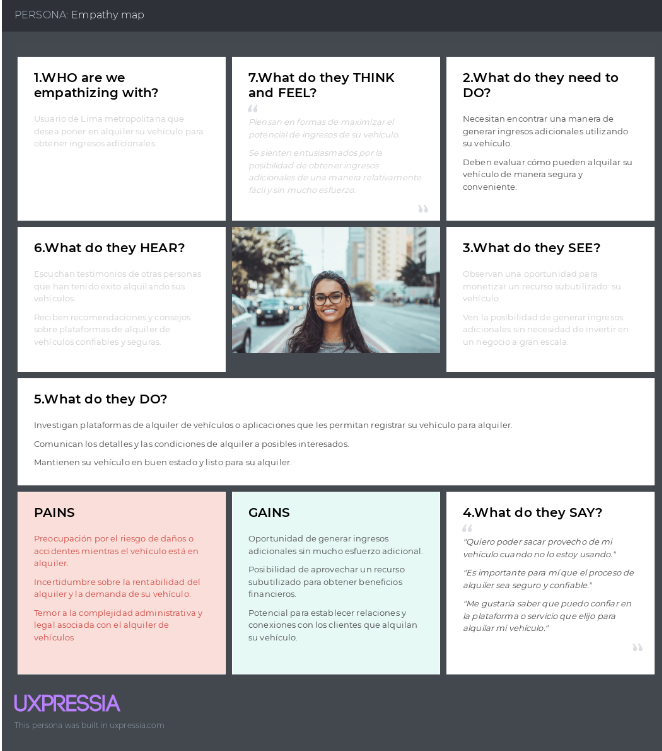 PERSONA: Empathy map
1.WHO are we
empathizing with?
Usuario de Lima metropolitana que
desea poner en alquiler su vehículo para
obtener ingresos adicionales.
7.What do they THINK
and FEEL?
“
Piensan en formas de maximizar el
potencial de ingresos de su vehículo.
Se sienten entusiasmados por la
posibilidad de obtener ingresos
adicionales de una manera relativamente
fácil y sin mucho esfuerzo.
”
2.What do they need to
DO?
Necesitan encontrar una manera de
generar ingresos adicionales utilizando
su vehículo.
Deben evaluar cómo pueden alquilar su
vehículo de manera segura y
conveniente.
6.What do they HEAR?
Escuchan testimonios de otras personas
que han tenido éxito alquilando sus
vehículos.
Reciben recomendaciones y consejos
sobre plataformas de alquiler de
vehículos confiables y seguras.
3.What do they SEE?
Observan una oportunidad para
monetizar un recurso subutilizado: su
vehículo.
Ven la posibilidad de generar ingresos
adicionales sin necesidad de invertir en
un negocio a gran escala.
5.What do they DO?
Investigan plataformas de alquiler de vehículos o aplicaciones que les permitan registrar su vehículo para alquiler.
Comunican los detalles y las condiciones de alquiler a posibles interesados.
Mantienen su vehículo en buen estado y listo para su alquiler.
PAINS
Preocupación por el riesgo de daños o
accidentes mientras el vehículo está en
alquiler.
Incertidumbre sobre la rentabilidad del
alquiler y la demanda de su vehículo.
Temor a la complejidad administrativa y
legal asociada con el alquiler de
vehículos
GAINS
Oportunidad de generar ingresos
adicionales sin mucho esfuerzo adicional.
Posibilidad de aprovechar un recurso
subutilizado para obtener beneficios
financieros.
Potencial para establecer relaciones y
conexiones con los clientes que alquilan
su vehículo.
4.What do they SAY?
“
"Quiero poder sacar provecho de mi
vehículo cuando no lo estoy usando."
"Es importante para mí que el proceso de
alquiler sea seguro y confiable."
"Me gustaría saber que puedo confiar en
la plataforma o servicio que elijo para
alquilar mi vehículo."
”
UXPRESSIA
This persona was built in uxpressia.com